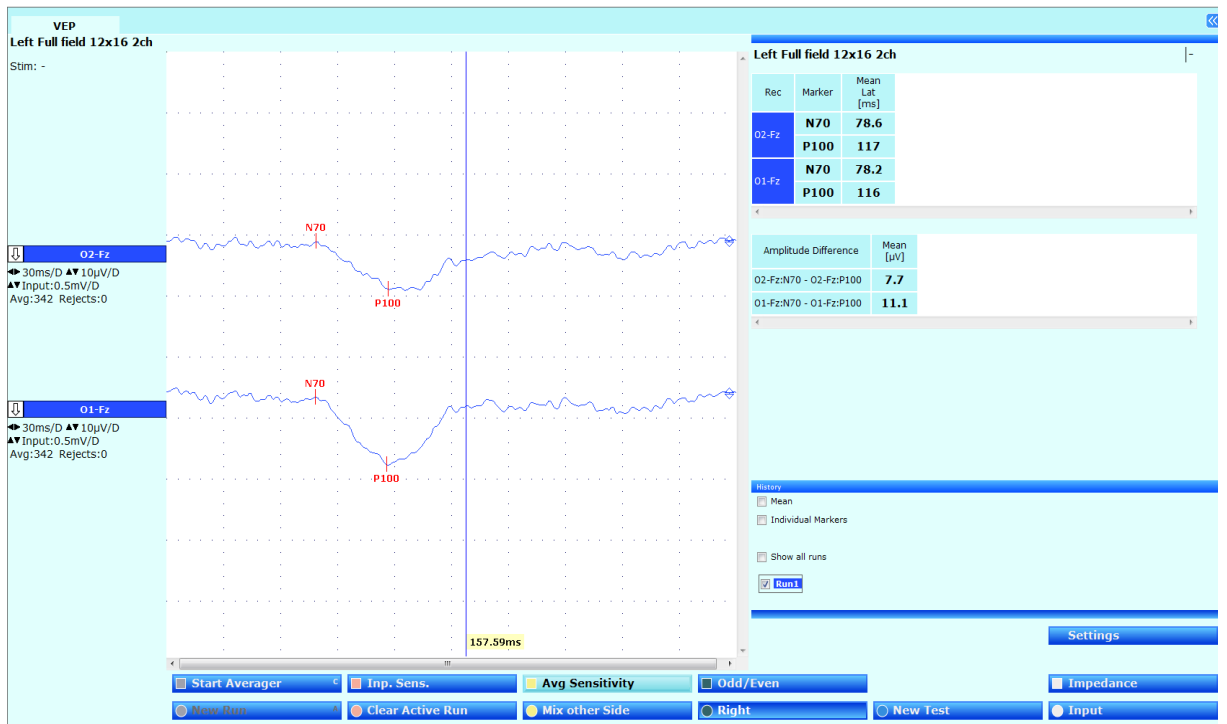 VEP
Left Full field 12x16 2ch
Stim: -
O2-Fz
30ms/D 10µV/D
Input:0.5mV/D
Avg:342 Rejects:0
O1-Fz
30ms/D 10µV/D
Input:0.5mV/D
Avg:342 Rejects:0
N70
P100
N70
P100
157.59ms
Left Full field 12x16 2ch -
Rec Marker Mean Lat [ms]
O2-Fz N70 78.6
P100 117
O1-Fz N70 78.2
P100 116
Amplitude Difference Mean [µV]
O2-Fz:N70 - O2-Fz:P100 7.7
O1-Fz:N70 - O1-Fz:P100 11.1
History
Mean
Individual Markers
Show all runs
Run1
Settings
Start Averager C Inp. Sens. Avg Sensitivity Odd/Even Impedance
New Run A Clear Active Run Mix other Side Right New Test Input